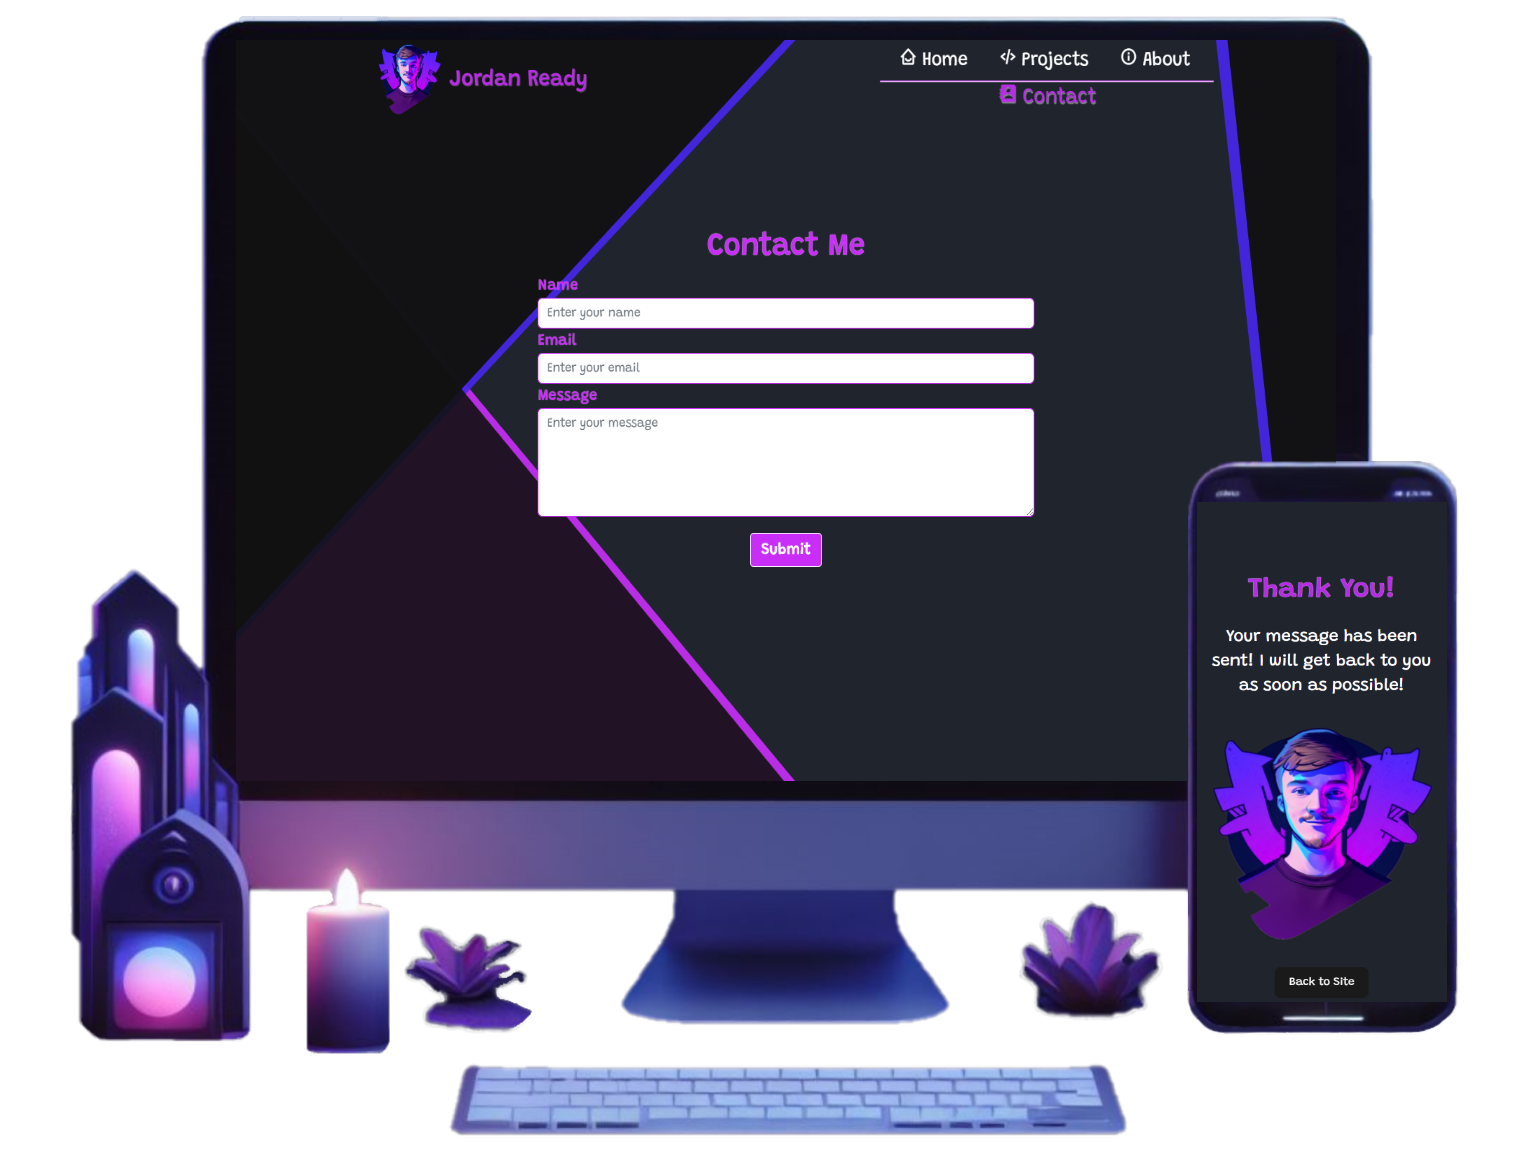 Jordan Ready
Home
Projects
About
Contact
Contact Me
Name
Enter your name
Email
Enter your email
Message
Enter your message
Submit
Thank You!
Your message has been
sent! I will get back to you
as soon as possible!
Back to Site